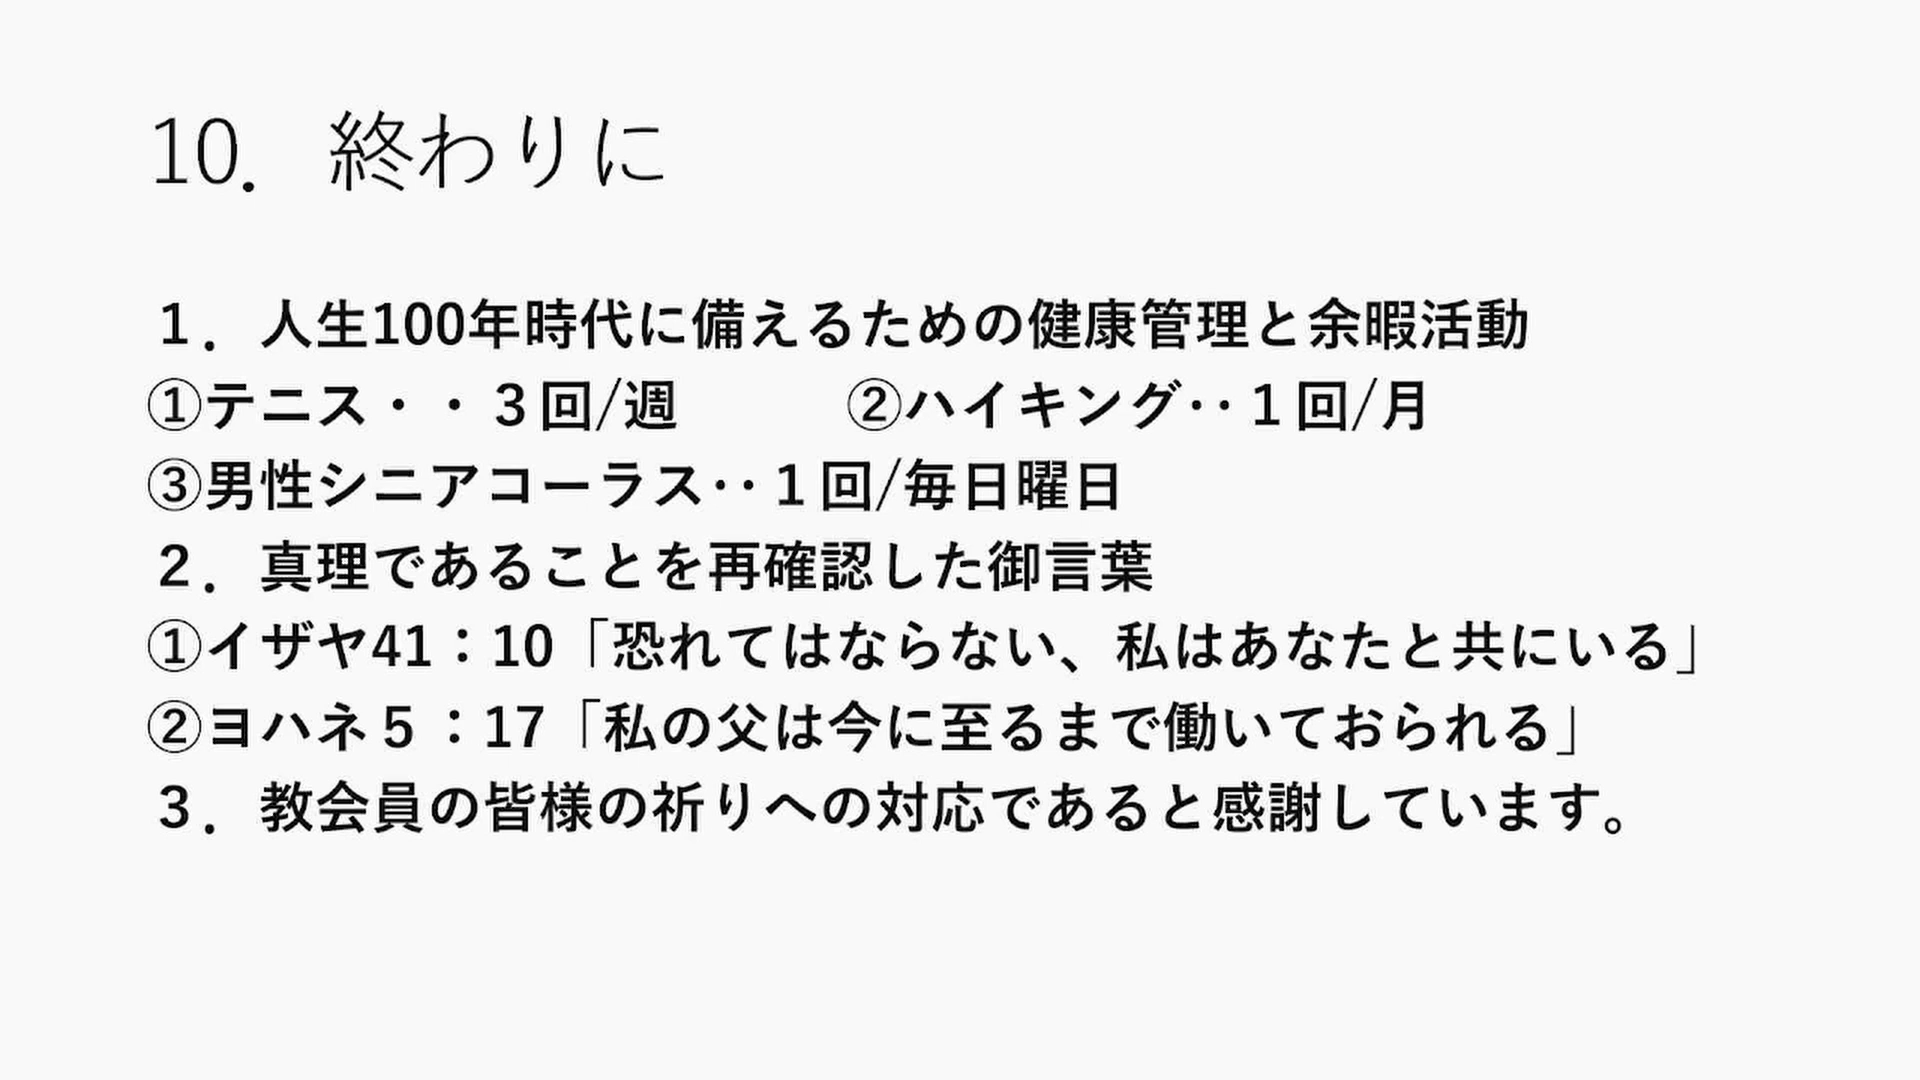 10． 終わりに
１．人生100年時代に備えるための健康管理と余暇活動
①テニス・・３回/週　　　②ハイキング‥１回/月
③男性シニアコーラス‥１回/毎日曜日
２．真理であることを再確認した御言葉
①イザヤ41：10「恐れてはならない、私はあなたと共にいる」
②ヨハネ５：17「私の父は今に至るまで働いておられる」
３．教会員の皆様の祈りへの対応であると感謝しています。